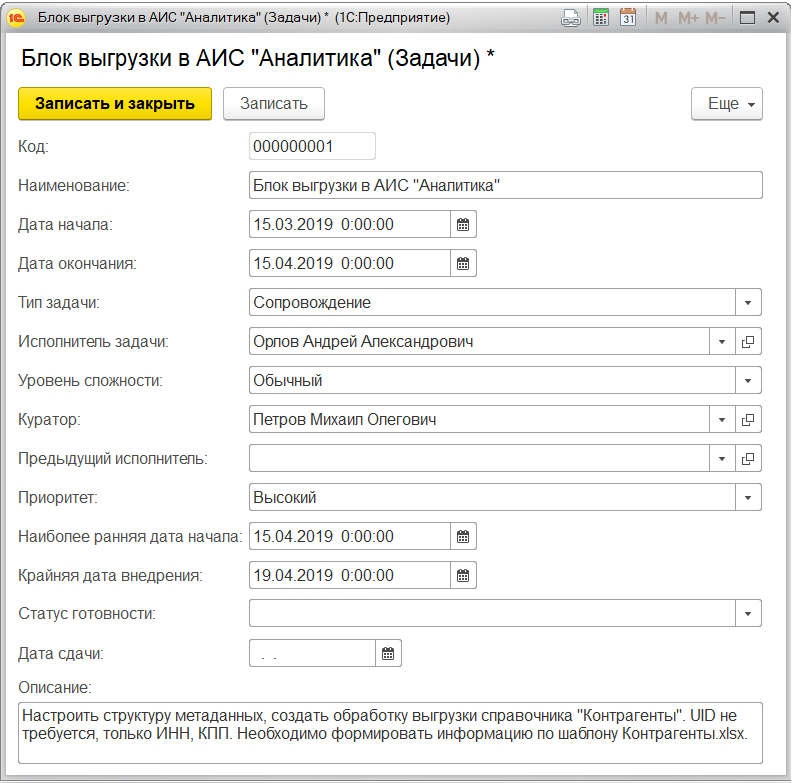 Блок выгрузки в АИС "Аналитика" (Задачи) * (1С:Предприятие)
M M+ M-
Блок выгрузки в АИС "Аналитика" (Задачи) *
Записать и закрыть Записать Еще
Код: 000000001
Наименование: Блок выгрузки в АИС "Аналитика"
Дата начала: 15.03.2019 0:00:00
Дата окончания: 15.04.2019 0:00:00
Тип задачи: Сопровождение
Исполнитель задачи: Орлов Андрей Александрович
Уровень сложности: Обычный
Куратор: Петров Михаил Олегович
Предыдущий исполнитель:
Приоритет: Высокий
Наиболее ранняя дата начала: 15.04.2019 0:00:00
Крайняя дата внедрения: 19.04.2019 0:00:00
Статус готовности:
Дата сдачи: . .
Описание:
Настроить структуру метаданных, создать обработку выгрузки справочника "Контрагенты". UID не
требуется, только ИНН, КПП. Необходимо формировать информацию по шаблону Контрагенты.xlsx.